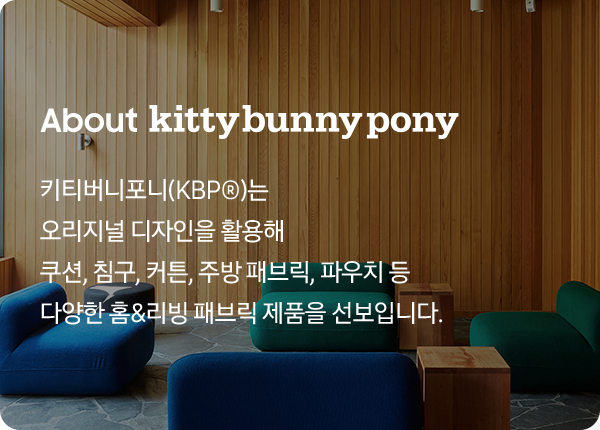 About kittybunnypony
키티버니포니(KBP®)는
오리지널 디자인을 활용해
쿠션, 침구, 커튼, 주방 패브릭, 파우치 등
다양한 홈&리빙 패브릭 제품을 선보입니다.